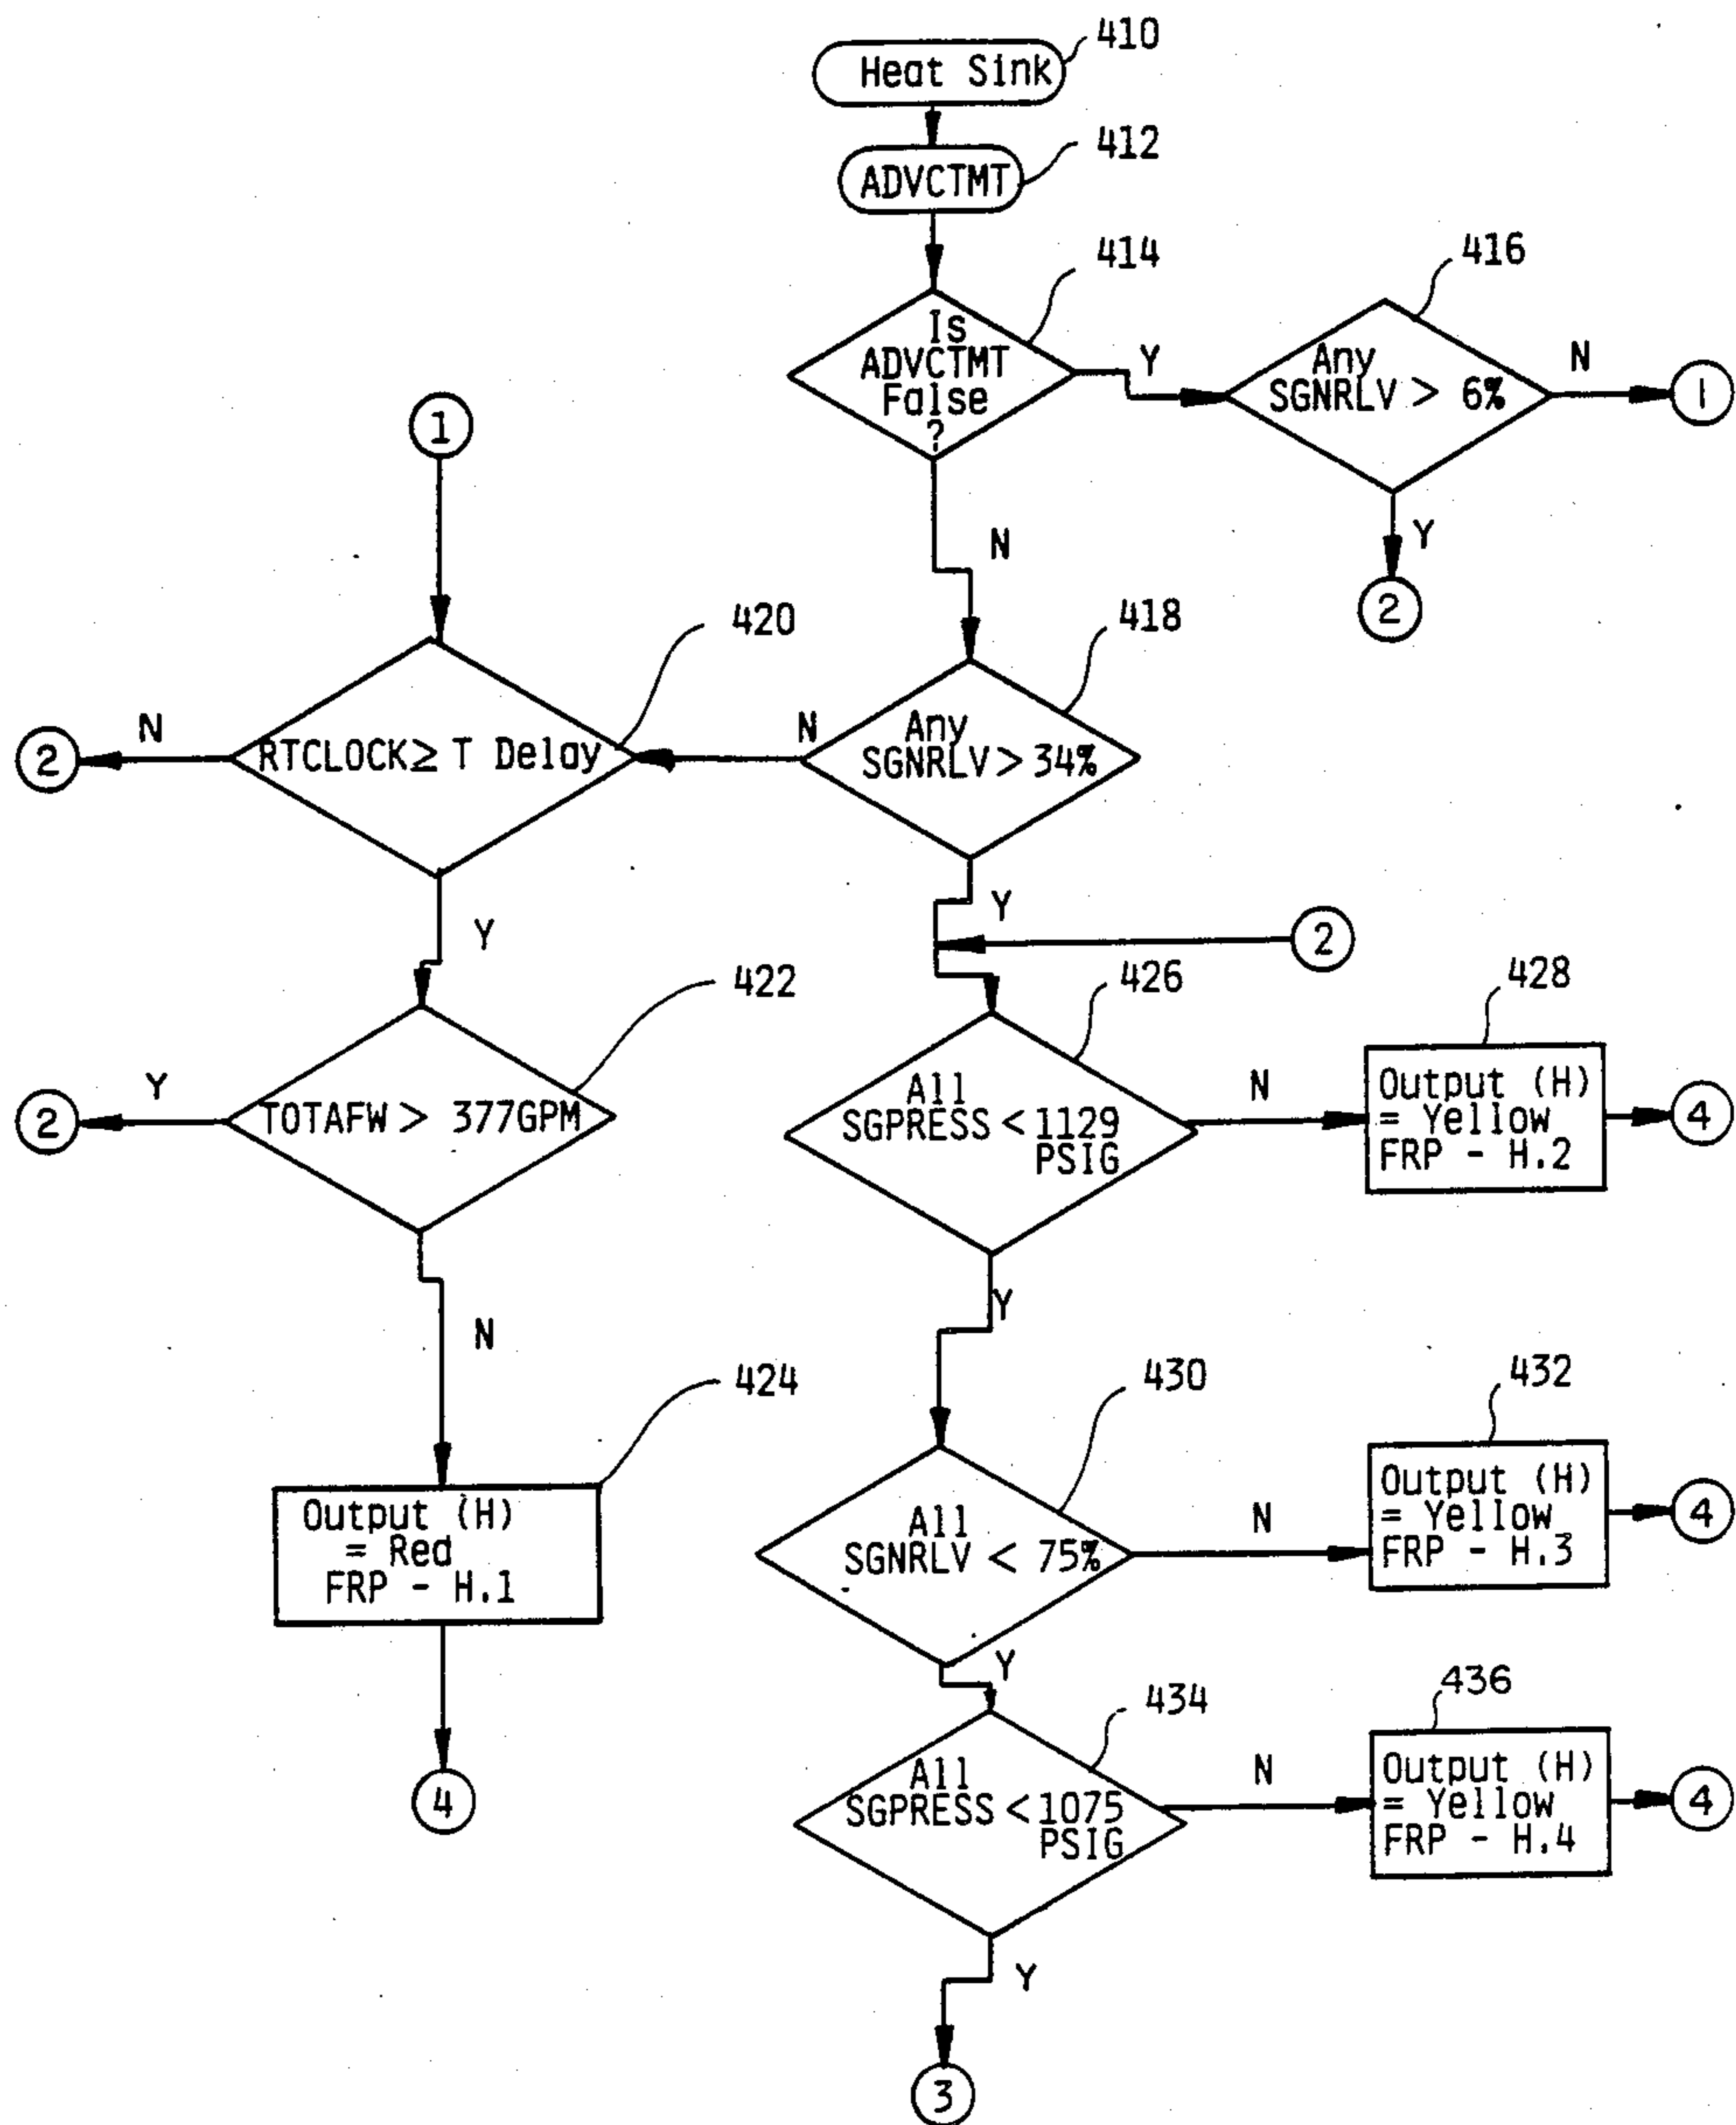 410
Heat Sink
412
ADVCTMT
414
Is
ADVCTMT
False
?
Y
416
Any
SGNRLV > 6%
N
1
Y
2
N
1
420
RTCLOCK ≥ T Delay
N
2
418
Any
SGNRLV > 34%
N
Y
2
Y
422
TOTAFW > 377GPM
Y
2
N
424
Output (H)
= Red
FRP - H.1
4
426
All
SGPRESS < 1129
PSIG
N
428
Output (H)
= Yellow
FRP - H.2
4
Y
430
All
SGNRLV < 75%
N
432
Output (H)
= Yellow
FRP - H.3
4
Y
434
All
SGPRESS < 1075
PSIG
N
436
Output (H)
= Yellow
FRP - H.4
4
Y
3